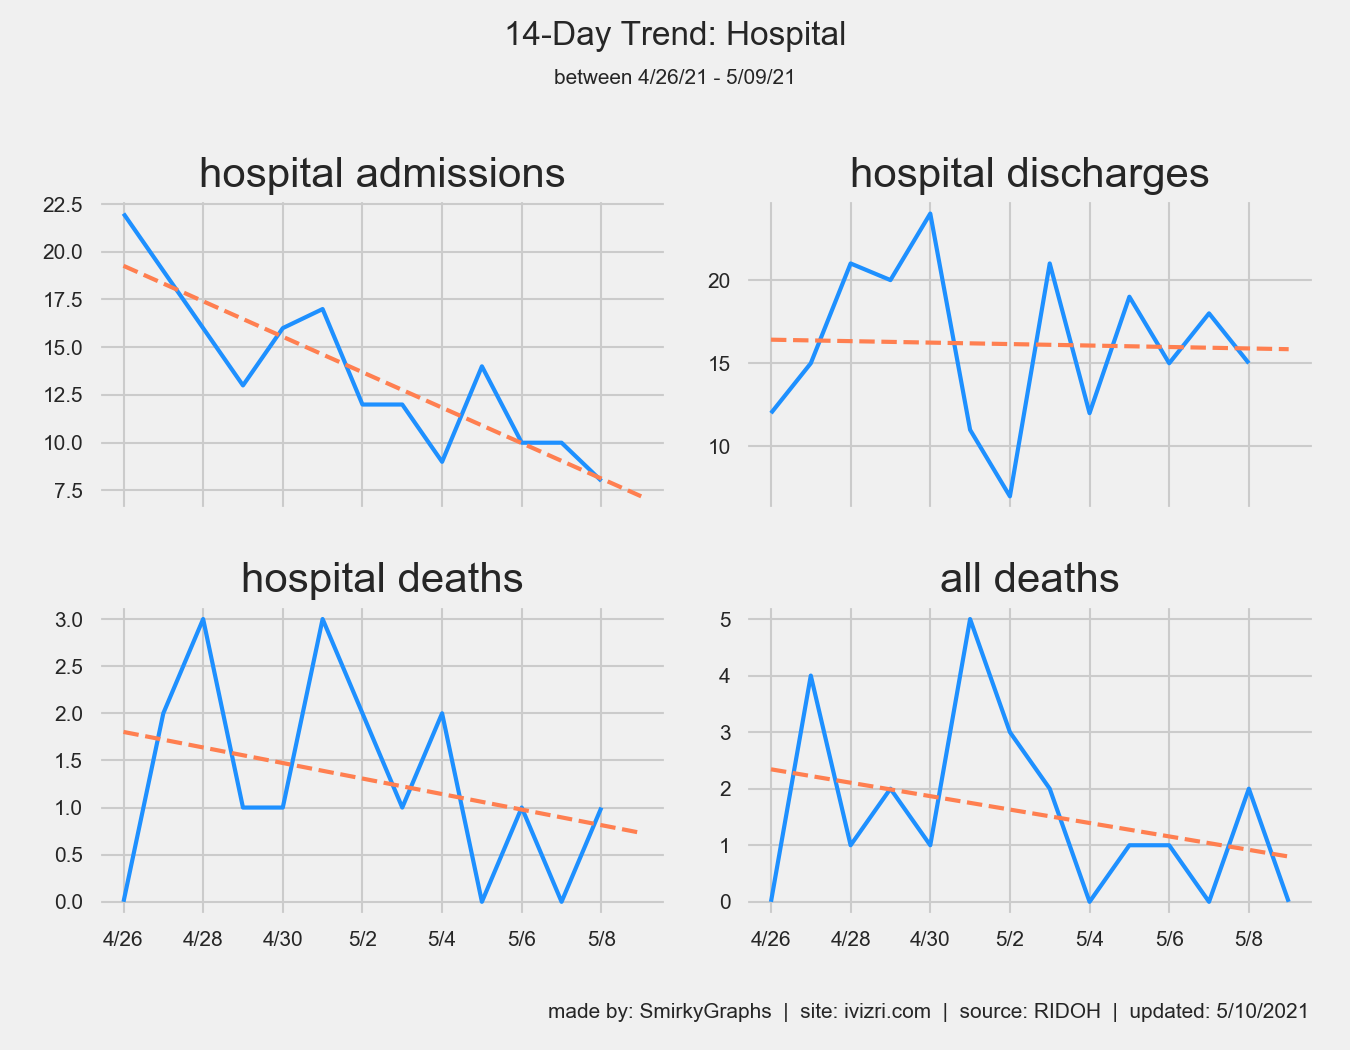 14-Day Trend: Hospital
between 4/26/21 - 5/09/21
hospital admissions
22.5
20.0
17.5
15.0
12.5
10.0
7.5
hospital discharges
20
15
10
hospital deaths
3.0
2.5
2.0
1.5
1.0
0.5
0.0
4/26 4/28 4/30 5/2 5/4 5/6 5/8
all deaths
5
4
3
2
1
0
4/26 4/28 4/30 5/2 5/4 5/6 5/8
made by: SmirkyGraphs | site: ivizri.com | source: RIDOH | updated: 5/10/2021